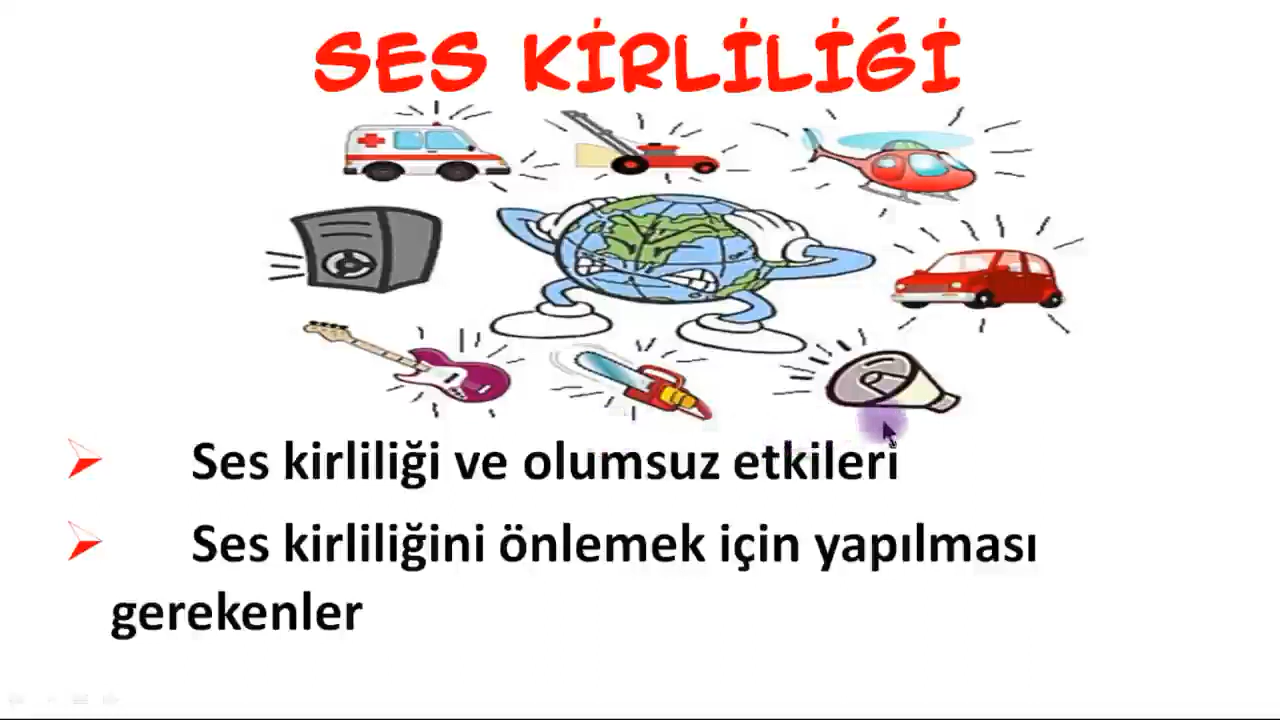 SES KİRLİLİĞİ
Ses kirliliği ve olumsuz etkileri
Ses kirliliğini önlemek için yapılması
gerekenler